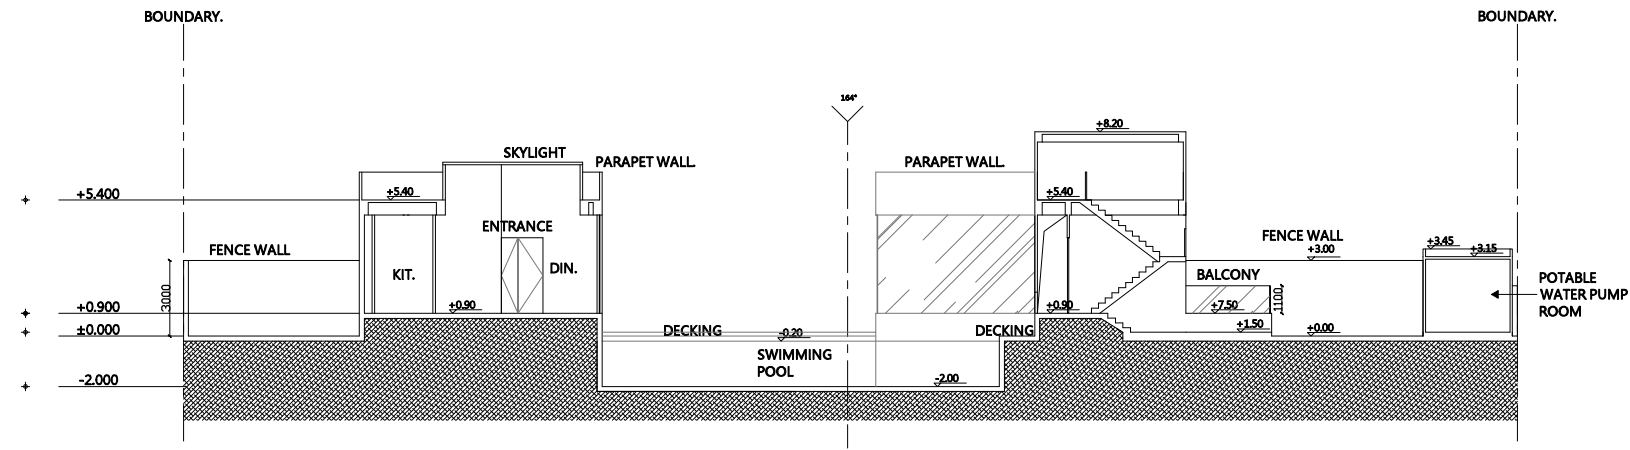 BOUNDARY.
BOUNDARY.
164°
+8.20
SKYLIGHT
PARAPET WALL.
PARAPET WALL.
+5.400
+5.40
+5.40
ENTRANCE
FENCE WALL
FENCE WALL
+3.00
+3.45
+3.15
KIT.
DIN.
BALCONY
POTABLE
WATER PUMP
ROOM
3000
1100
+0.900
+0.90
+0.90
+7.50
±0.000
DECKING
-0.20
DECKING
+1.50
+0.00
SWIMMING
POOL
-2.000
-2.00